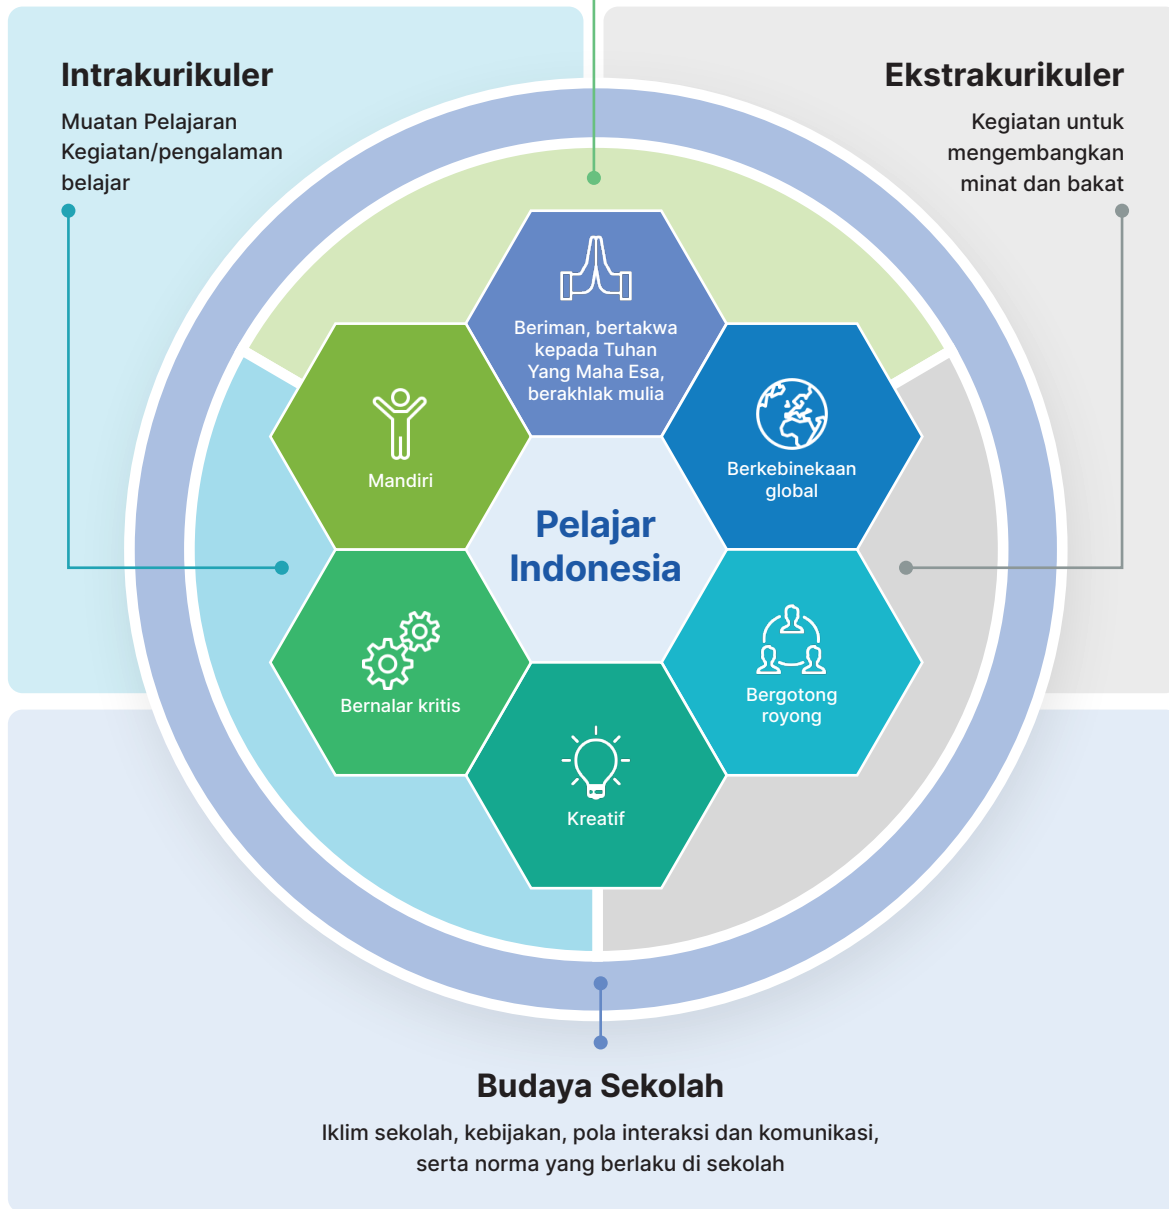 Intrakurikuler
Muatan Pelajaran
Kegiatan/pengalaman
belajar
Ekstrakurikuler
Kegiatan untuk
mengembangkan
minat dan bakat
Beriman, bertakwa
kepada Tuhan
Yang Maha Esa,
berakhlak mulia
Mandiri
Berkebinekaan
global
Pelajar
Indonesia
Bernalar kritis
Bergotong
royong
Kreatif
Budaya Sekolah
Iklim sekolah, kebijakan, pola interaksi dan komunikasi,
serta norma yang berlaku di sekolah